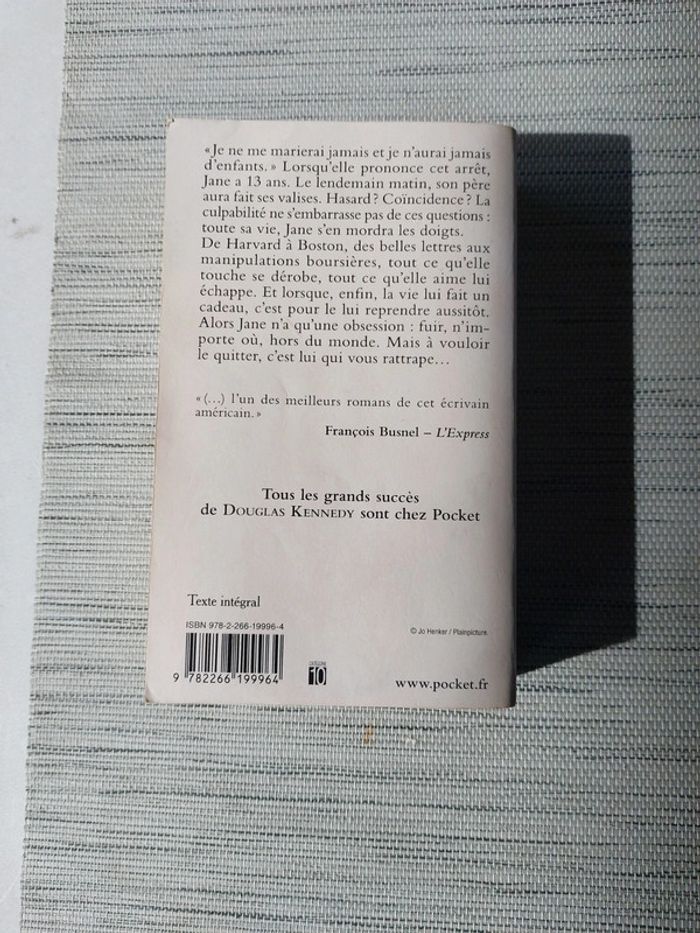 « Je ne me marierai jamais et je n'aurai jamais
d'enfants. » Lorsqu'elle prononce cet arrêt,
Jane a 13 ans. Le lendemain matin, son père
aura fait ses valises. Hasard ? Coïncidence ? La
culpabilité ne s'embarrasse pas de ces questions :
toute sa vie, Jane s'en mordra les doigts.
De Harvard à Boston, des belles lettres aux
manipulations boursières, tout ce qu'elle
touche se dérobe, tout ce qu'elle aime lui
échappe. Et lorsque, enfin, la vie lui fait un
cadeau, c'est pour le lui reprendre aussitôt.
Alors Jane n'a qu'une obsession : fuir, n'im-
porte où, hors du monde. Mais à vouloir
le quitter, c'est lui qui vous rattrape…
« (…) l'un des meilleurs romans de cet écrivain
américain. »
François Busnel – L'Express
Tous les grands succès
de DOUGLAS KENNEDY sont chez Pocket
Texte intégral
ISBN 978-2-266-19996-4
9 782266 199964
CATÉGORIE
10
© Jo Henker / Plainpicture.
www.pocket.fr